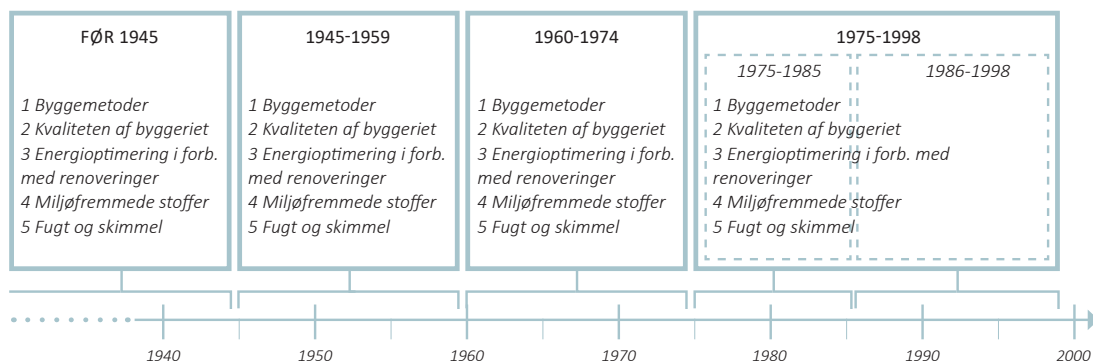 FØR 1945
1 Byggemetoder
2 Kvaliteten af byggeriet
3 Energioptimering i forb.
med renoveringer
4 Miljøfremmede stoffer
5 Fugt og skimmel
1945-1959
1 Byggemetoder
2 Kvaliteten af byggeriet
3 Energioptimering i forb.
med renoveringer
4 Miljøfremmede stoffer
5 Fugt og skimmel
1960-1974
1 Byggemetoder
2 Kvaliteten af byggeriet
3 Energioptimering i forb.
med renoveringer
4 Miljøfremmede stoffer
5 Fugt og skimmel
1975-1998
1975-1985
1986-1998
1 Byggemetoder
2 Kvaliteten af byggeriet
3 Energioptimering i forb. med
renoveringer
4 Miljøfremmede stoffer
5 Fugt og skimmel
1940 1950 1960 1970 1980 1990 2000